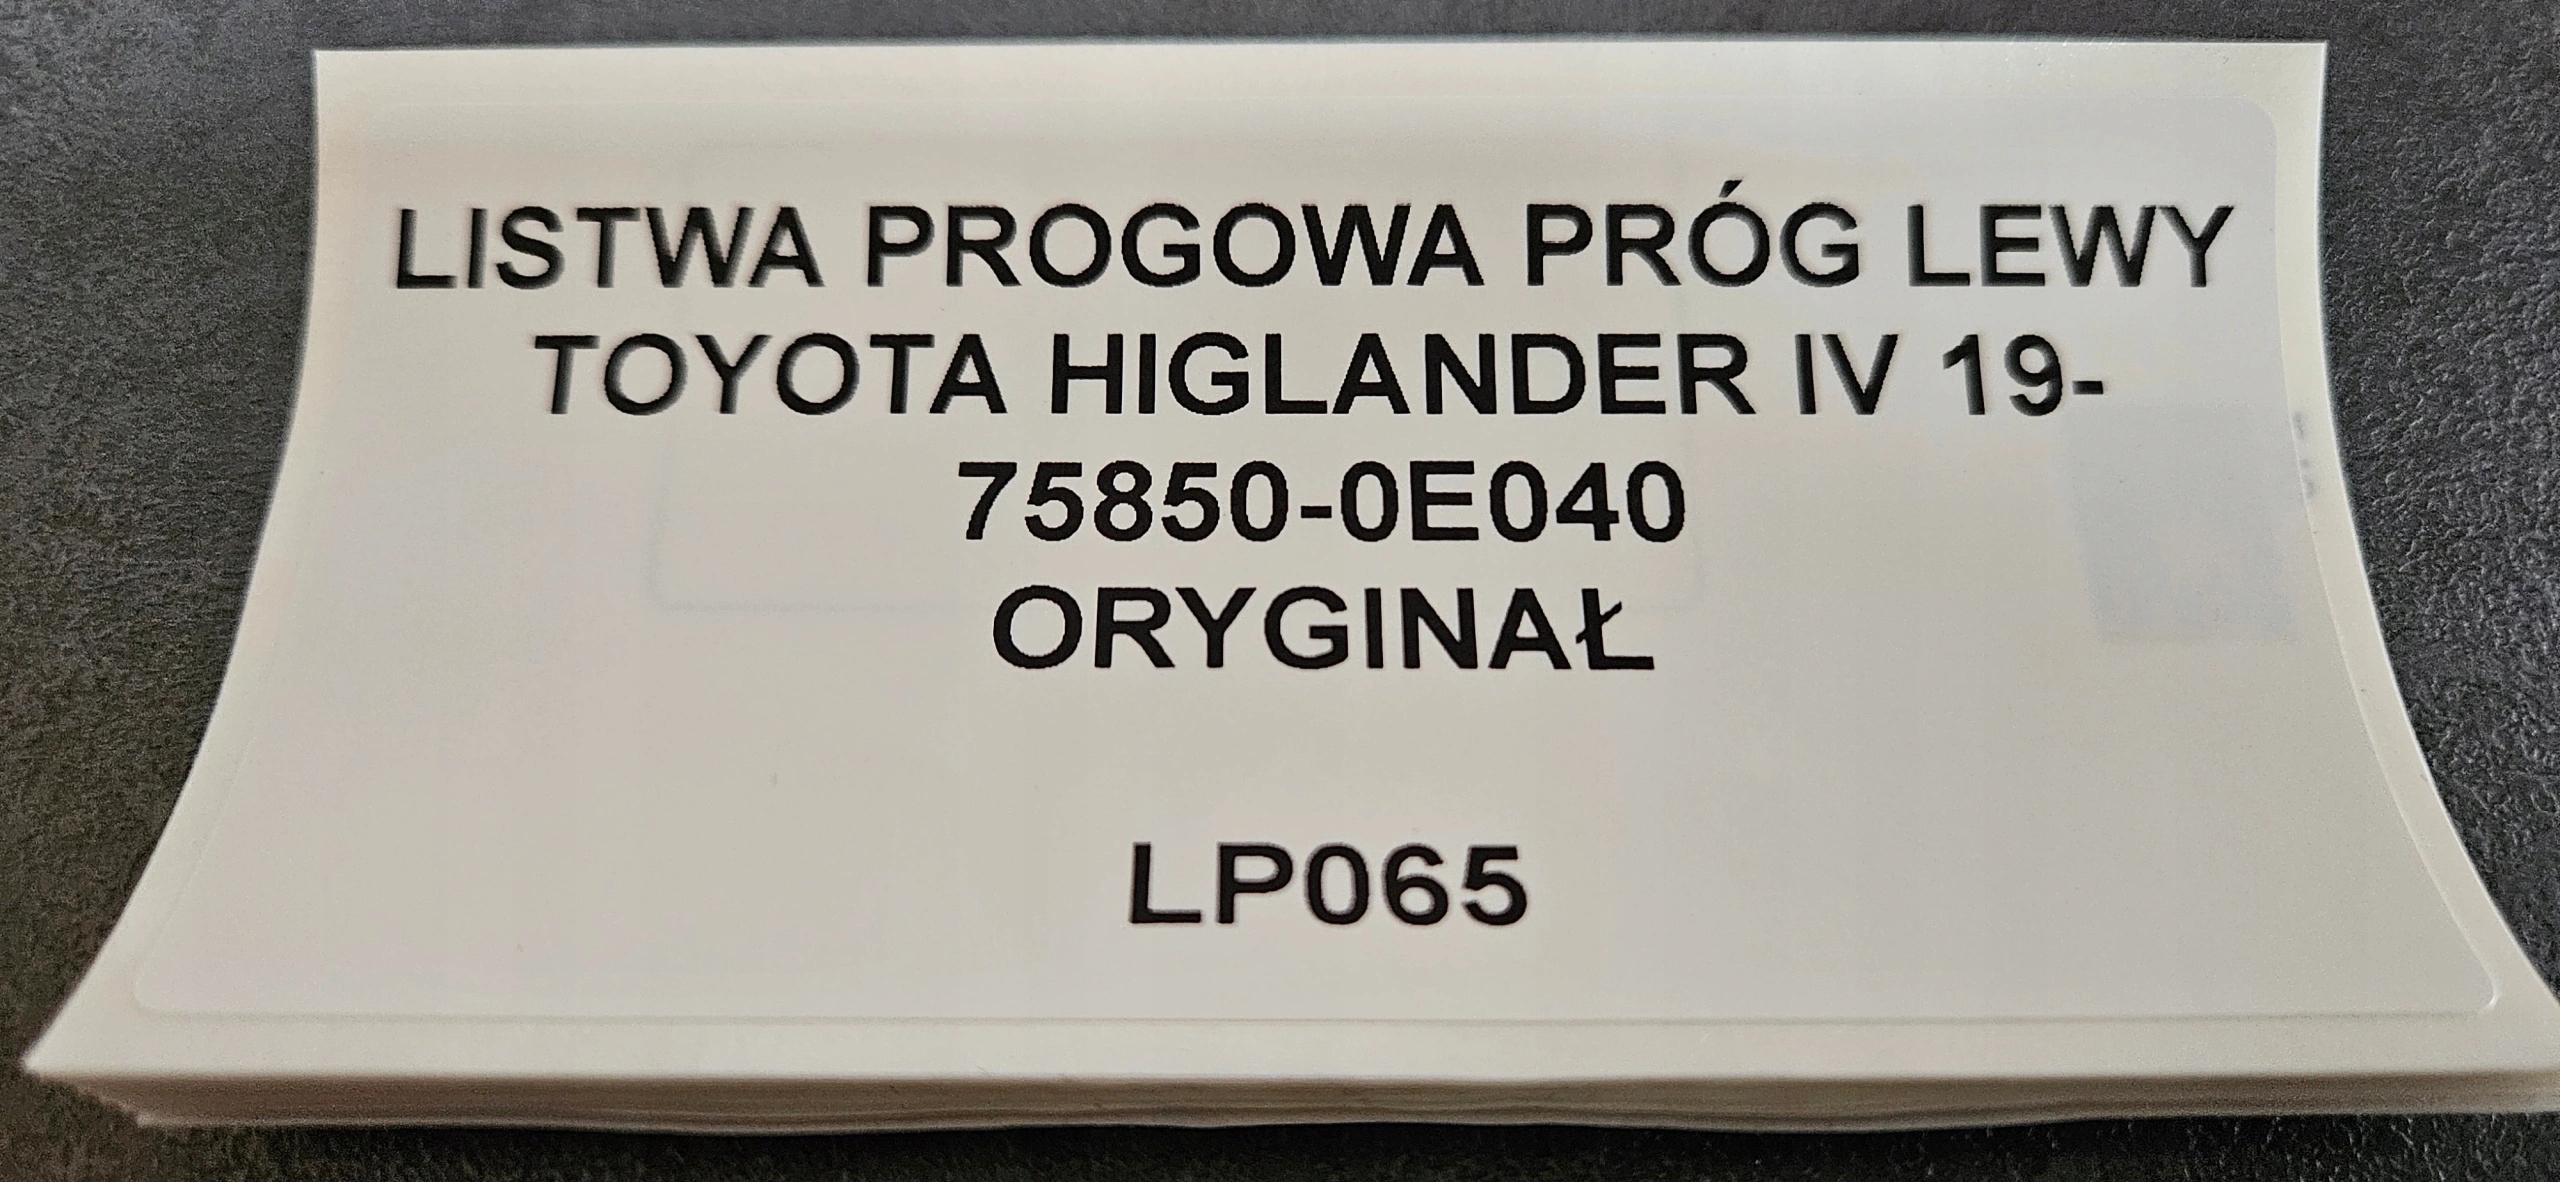 LISTWA PROGOWA PRÓG LEWY
TOYOTA HIGLANDER IV 19-
75850-0E040
ORYGINAŁ
LP065